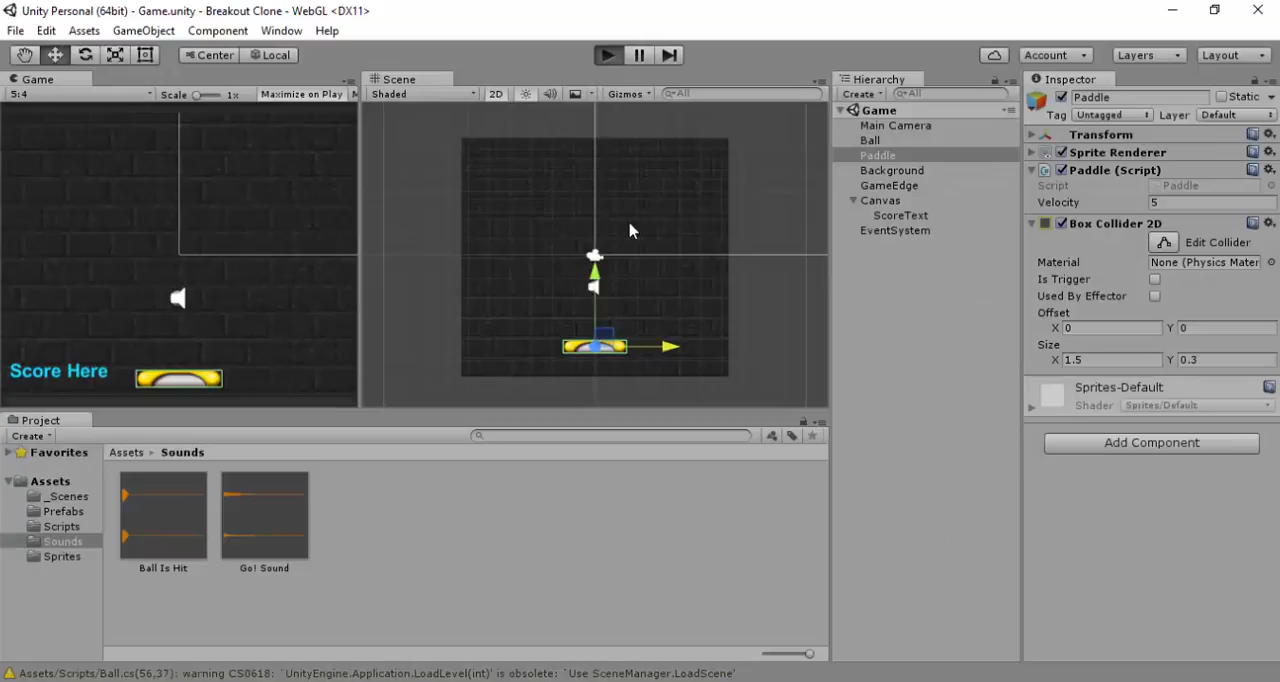 Unity Personal (64bit) - Game.unity - Breakout Clone - WebGL <DX11>
File Edit Assets GameObject Component Window Help
Center Local Account Layers Layout
Game
5:4 Scale 1x Maximize on Play
Score Here
Scene
Shaded 2D Gizmos All
Hierarchy
Create All
Game
Main Camera
Ball
Paddle
Background
GameEdge
Canvas
ScoreText
EventSystem
Inspector
Paddle Static
Tag Untagged Layer Default
Transform
Sprite Renderer
Paddle (Script)
Script Paddle
Velocity 5
Box Collider 2D
Edit Collider
Material None (Physics Mater
Is Trigger
Used By Effector
Offset
X 0 Y 0
Size
X 1.5 Y 0.3
Sprites-Default
Shader Sprites/Default
Add Component
Project
Create
Favorites
Assets
_Scenes
Prefabs
Scripts
Sounds
Sprites
Assets Sounds
Ball Is Hit Go! Sound
Assets/Scripts/Ball.cs(56,37): warning CS0618: `UnityEngine.Application.LoadLevel(int)' is obsolete: `Use SceneManager.LoadScene'